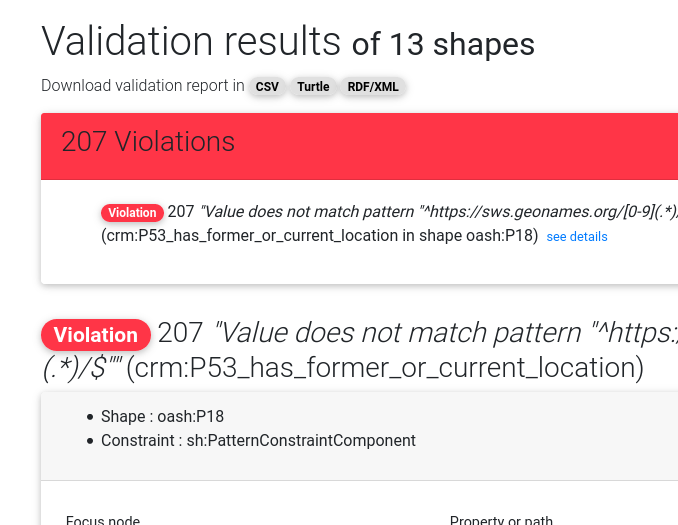 Validation results of 13 shapes
Download validation report in CSV Turtle RDF/XML
207 Violations
Violation 207 "Value does not match pattern "^https://sws.geonames.org/[0-9](.*)/
(crm:P53_has_former_or_current_location in shape oash:P18) see details
Violation 207 "Value does not match pattern "^https:/
(.*)/$"" (crm:P53_has_former_or_current_location)
Shape : oash:P18
Constraint : sh:PatternConstraintComponent
Focus node Property or path